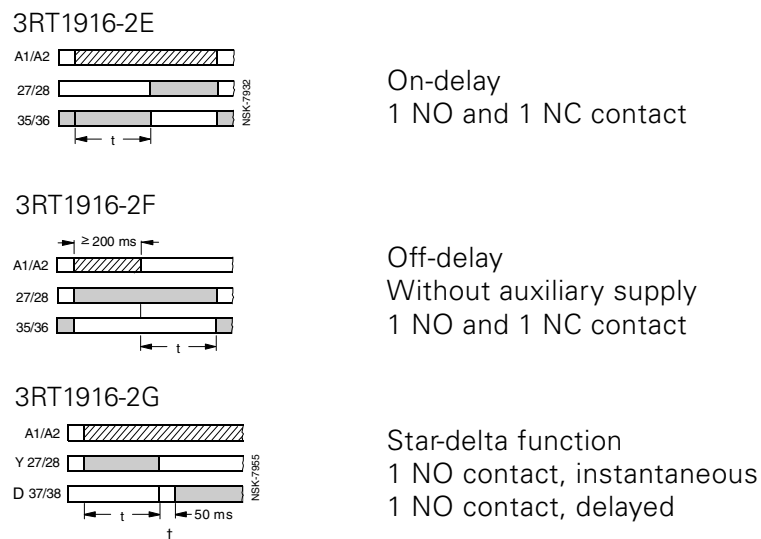 3RT1916-2E
A1/A2
27/28
35/36
t
NSK-7932
On-delay
1 NO and 1 NC contact
3RT1916-2F
≥ 200 ms
A1/A2
27/28
35/36
t
Off-delay
Without auxiliary supply
1 NO and 1 NC contact
3RT1916-2G
A1/A2
Y 27/28
D 37/38
t
50 ms
t
NSK-7955
Star-delta function
1 NO contact, instantaneous
1 NO contact, delayed